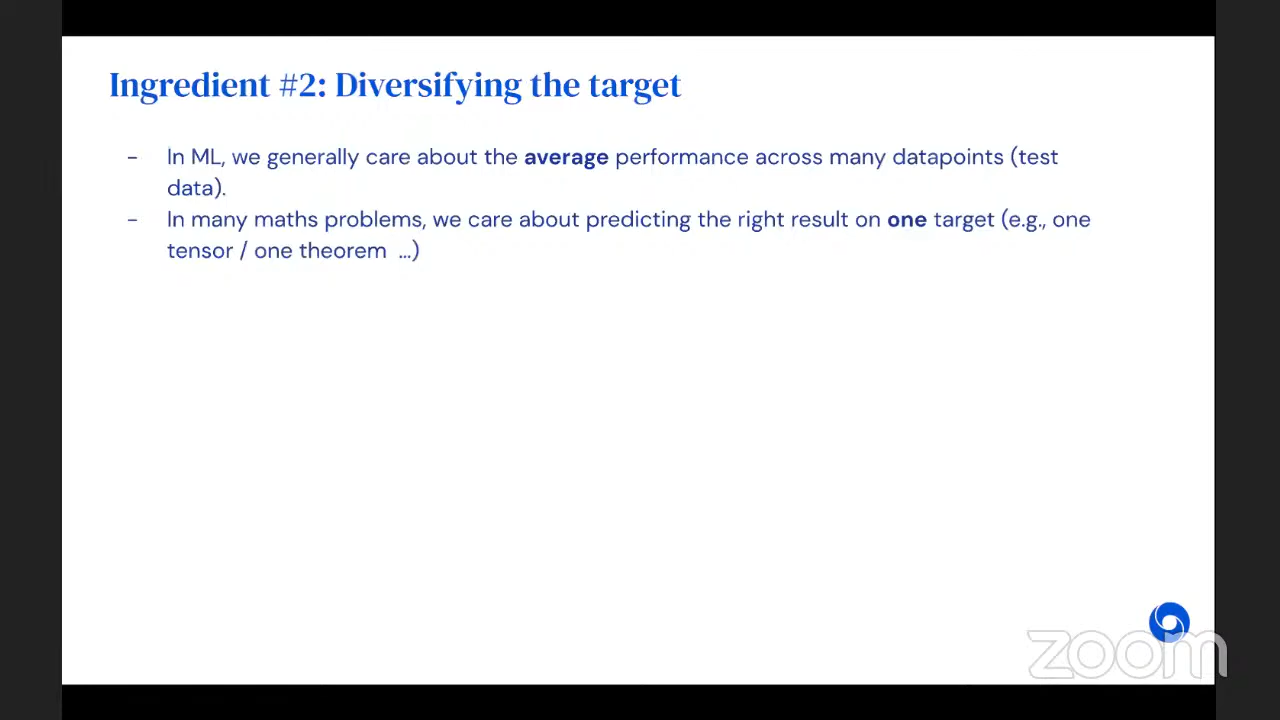 Ingredient #2: Diversifying the target
- In ML, we generally care about the average performance across many datapoints (test
data).
- In many maths problems, we care about predicting the right result on one target (e.g., one
tensor / one theorem ...)
zoom